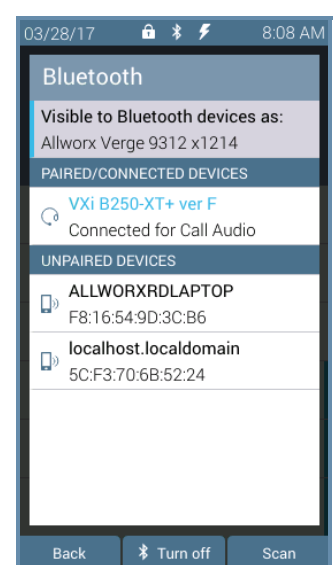 03/28/17 8:08 AM
Bluetooth
Visible to Bluetooth devices as:
Allworx Verge 9312 x1214
PAIRED/CONNECTED DEVICES
VXi B250-XT+ ver F
Connected for Call Audio
UNPAIRED DEVICES
ALLWORXRDLAPTOP
F8:16:54:9D:3C:B6
localhost.localdomain
5C:F3:70:6B:52:24
Back Turn off Scan